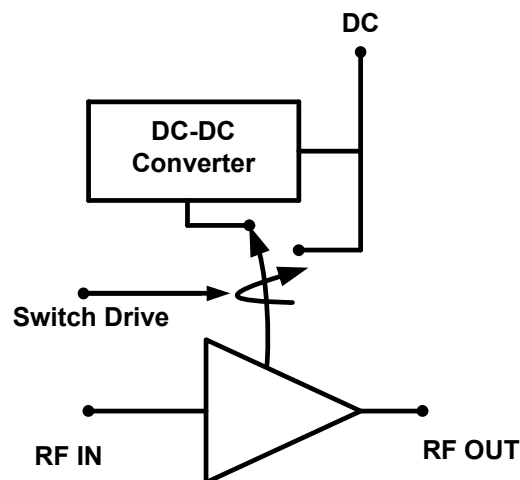 DC
DC-DC
Converter
Switch Drive
RF IN
RF OUT